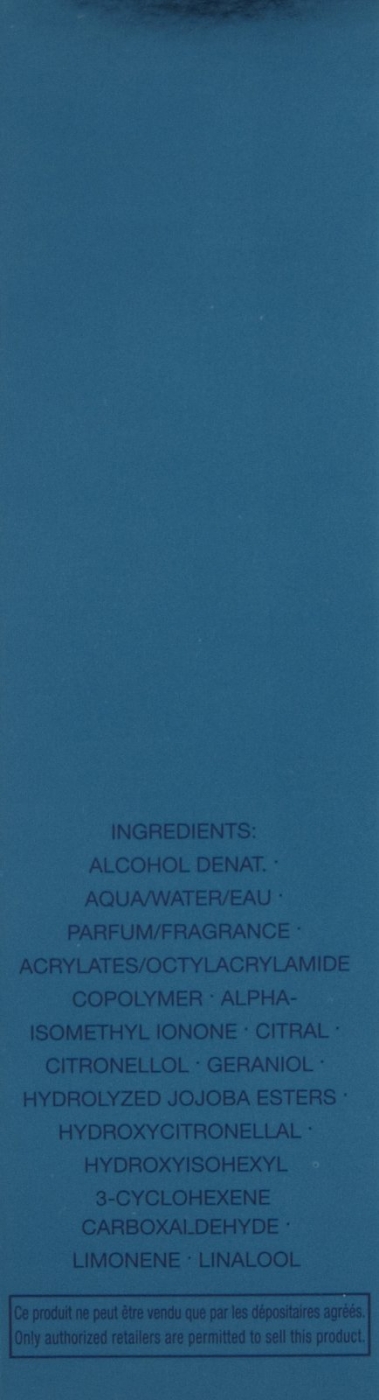 INGREDIENTS:
ALCOHOL DENAT. ·
AQUA/WATER/EAU ·
PARFUM/FRAGRANCE ·
ACRYLATES/OCTYLACRYLAMIDE
COPOLYMER · ALPHA-
ISOMETHYL IONONE · CITRAL ·
CITRONELLOL · GERANIOL ·
HYDROLYZED JOJOBA ESTERS ·
HYDROXYCITRONELLAL ·
HYDROXYISOHEXYL
3-CYCLOHEXENE
CARBOXALDEHYDE ·
LIMONENE · LINALOOL
Ce produit ne peut être vendu que par les dépositaires agréés.
Only authorized retailers are permitted to sell this product.